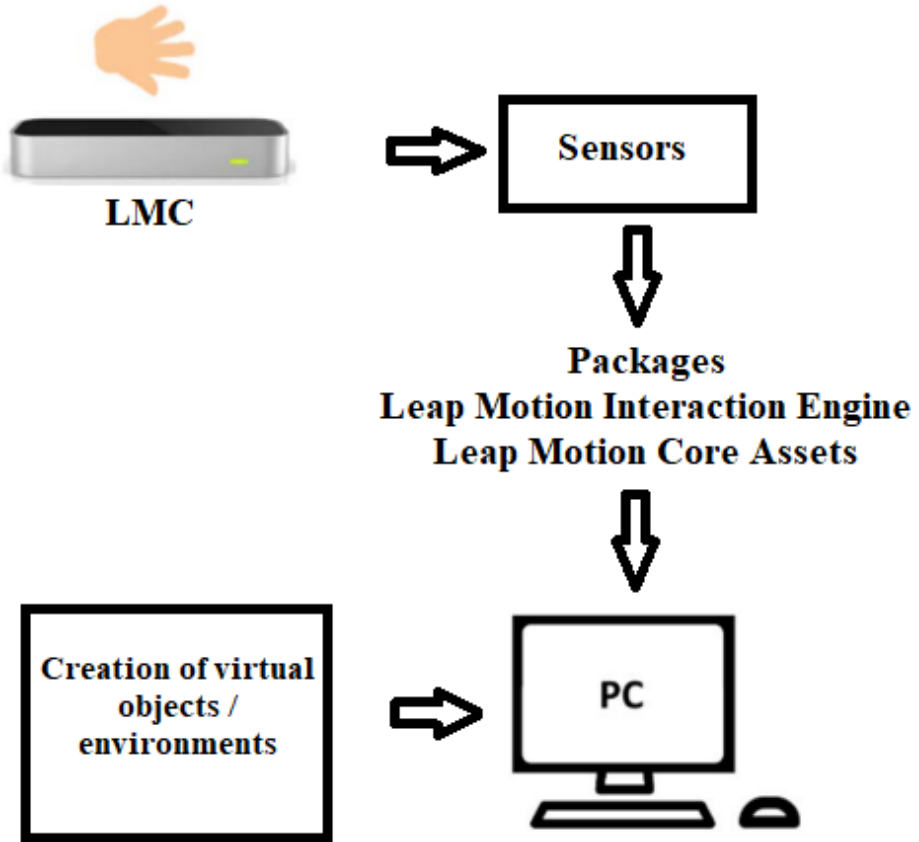 LMC
Sensors
Packages
Leap Motion Interaction Engine
Leap Motion Core Assets
Creation of virtual
objects /
environments
PC